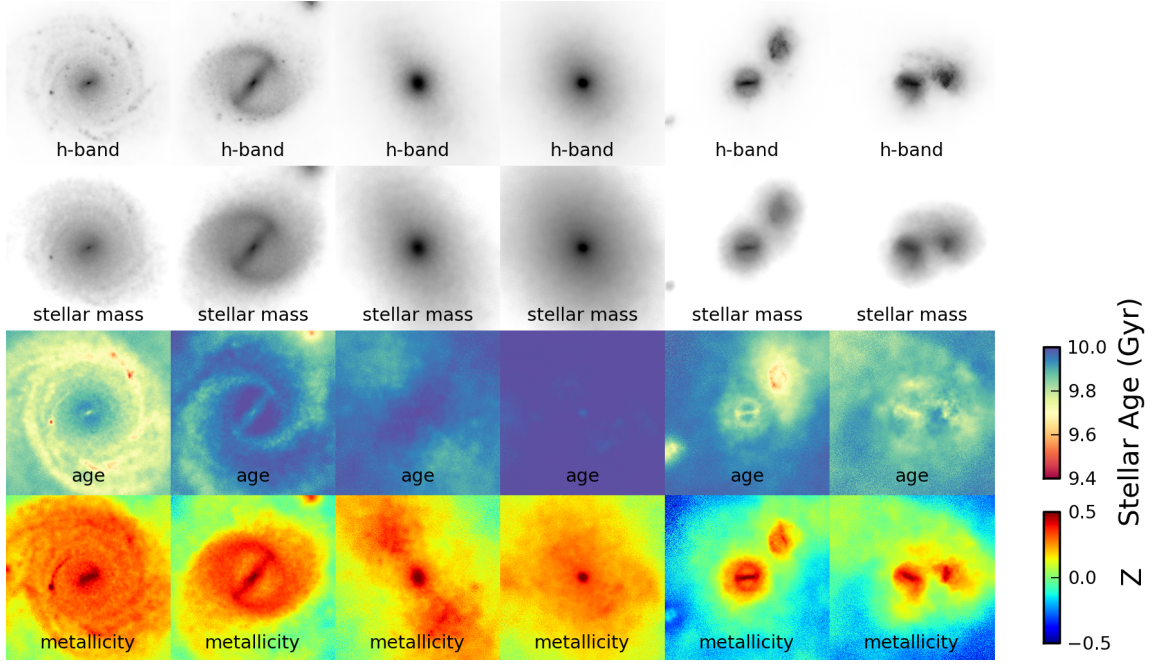 h-band h-band h-band h-band h-band h-band
stellar mass stellar mass stellar mass stellar mass stellar mass stellar mass
age age age age age age
metallicity metallicity metallicity metallicity metallicity metallicity
10.0
9.8
9.6
9.4
Stellar Age (Gyr)
0.5
0.0
−0.5
Z